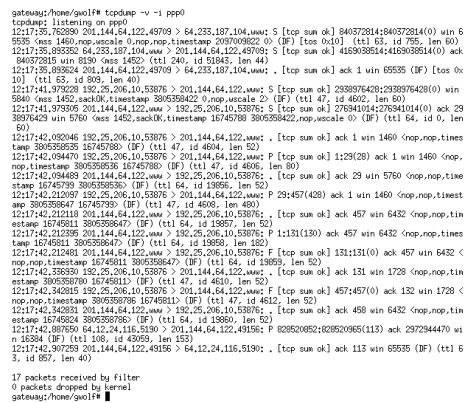 gateway:/home/gwolf# tcpdump -v -i ppp0
tcpdump: listening on ppp0
12:17:35,762890 201,144,64,122,49709 > 64,233,187,104,www: S [tcp sum ok] 840372814:840372814(0) win 6
5535 <mss 1460,nop,wscale 0,nop,nop,timestamp 2097009822 0> (DF) [tos 0x10]  (ttl 63, id 755, len 60)
12:17:35,893352 64,233,187,104,www > 201,144,64,122,49709: S [tcp sum ok] 4169038514:4169038514(0) ack
 840372815 win 8190 <mss 1452> (ttl 240, id 51843, len 44)
12:17:35,893624 201,144,64,122,49709 > 64,233,187,104,www: . [tcp sum ok] ack 1 win 65535 (DF) [tos 0x
10]  (ttl 63, id 809, len 40)
12:17:41,979228 192,25,206,10,53876 > 201,144,64,122,www: S [tcp sum ok] 2938976428:2938976428(0) win
5840 <mss 1452,sackOK,timestamp 3805358422 0,nop,wscale 2> (DF) (ttl 47, id 4602, len 60)
12:17:41,979305 201,144,64,122,www > 192,25,206,10,53876: S [tcp sum ok] 276941014:276941014(0) ack 29
38976429 win 5760 <mss 1452,sackOK,timestamp 16745788 3805358422,nop,wscale 0> (DF) (ttl 64, id 0, len
 60)
12:17:42,092046 192,25,206,10,53876 > 201,144,64,122,www: . [tcp sum ok] ack 1 win 1460 <nop,nop,times
tamp 3805358535 16745788> (DF) (ttl 47, id 4604, len 52)
12:17:42,094470 192,25,206,10,53876 > 201,144,64,122,www: P [tcp sum ok] 1:29(28) ack 1 win 1460 <nop,
nop,timestamp 3805358536 16745788> (DF) (ttl 47, id 4606, len 80)
12:17:42,094489 201,144,64,122,www > 192,25,206,10,53876: . [tcp sum ok] ack 29 win 5760 <nop,nop,time
stamp 16745799 3805358536> (DF) (ttl 64, id 19856, len 52)
12:17:42,212097 192,25,206,10,53876 > 201,144,64,122,www: P 29:457(428) ack 1 win 1460 <nop,nop,timest
amp 3805358647 16745799> (DF) (ttl 47, id 4608, len 480)
12:17:42,212118 201,144,64,122,www > 192,25,206,10,53876: . [tcp sum ok] ack 457 win 6432 <nop,nop,tim
estamp 16745811 3805358647> (DF) (ttl 64, id 19857, len 52)
12:17:42,212395 201,144,64,122,www > 192,25,206,10,53876: P 1:131(130) ack 457 win 6432 <nop,nop,times
tamp 16745811 3805358647> (DF) (ttl 64, id 19858, len 182)
12:17:42,212481 201,144,64,122,www > 192,25,206,10,53876: F [tcp sum ok] 131:131(0) ack 457 win 6432 <
nop,nop,timestamp 16745811 3805358647> (DF) (ttl 64, id 19859, len 52)
12:17:42,336930 192,25,206,10,53876 > 201,144,64,122,www: . [tcp sum ok] ack 131 win 1728 <nop,nop,tim
estamp 3805358780 16745811> (DF) (ttl 47, id 4610, len 52)
12:17:42,342815 192,25,206,10,53876 > 201,144,64,122,www: F [tcp sum ok] 457:457(0) ack 132 win 1728 <
nop,nop,timestamp 3805358786 16745811> (DF) (ttl 47, id 4612, len 52)
12:17:42,342831 201,144,64,122,www > 192,25,206,10,53876: . [tcp sum ok] ack 458 win 6432 <nop,nop,tim
estamp 16745824 3805358786> (DF) (ttl 64, id 19860, len 52)
12:17:42,887650 64,12,24,116,5190 > 201,144,64,122,49156: P 828520852:828520965(113) ack 2972944470 wi
n 16384 (DF) (ttl 108, id 43059, len 153)
12:17:42,907259 201,144,64,122,49156 > 64,12,24,116,5190: . [tcp sum ok] ack 113 win 65535 (DF) (ttl 6
3, id 857, len 40)
17 packets received by filter
0 packets dropped by kernel
gateway:/home/gwolf#